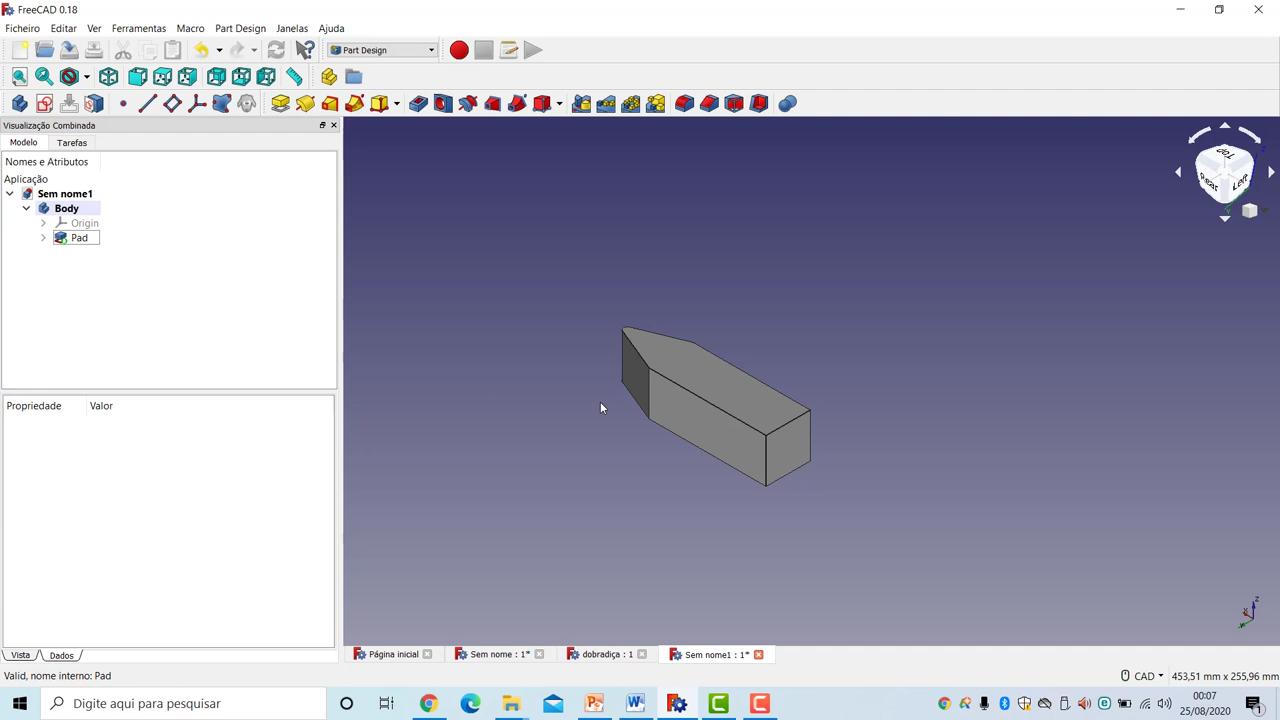 FreeCAD 0.18
Ficheiro Editar Ver Ferramentas Macro Part Design Janelas Ajuda
Part Design
Visualização Combinada
Modelo Tarefas
Nomes e Atributos
Aplicação
Sem nome1
Body
Origin
Pad
Top
Rear Left
Propriedade Valor
Vista Dados
Página inicial Sem nome : 1* dobradiça : 1 Sem nome1 : 1*
Valid, nome interno: Pad
CAD 453,51 mm x 255,96 mm
Digite aqui para pesquisar
00:07
25/08/2020